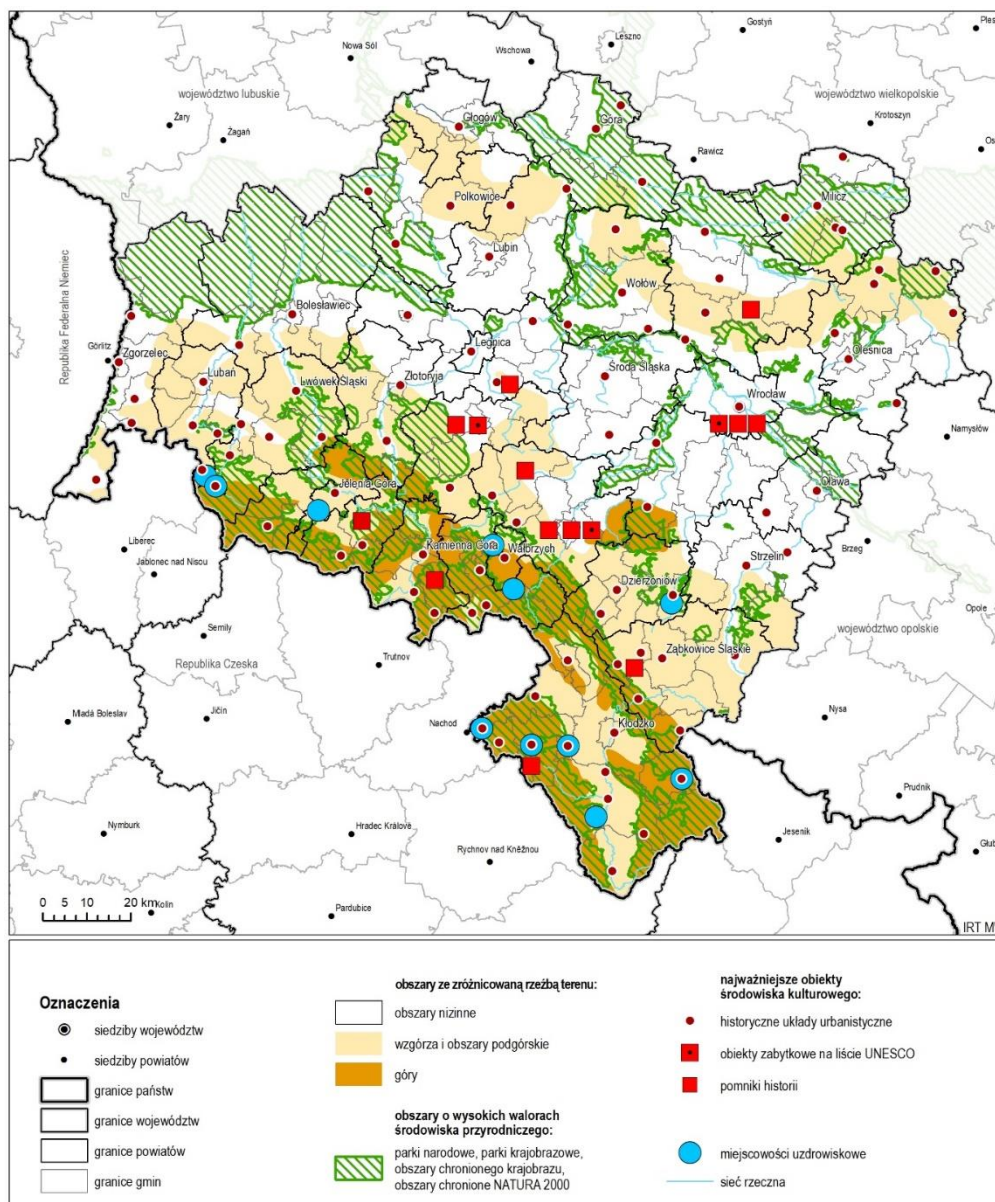 Gostyń
Ples
Leszno
Nowa Sól
Wschowa
województwo lubuskie
województwo wielkopolskie
Żary
Żagań
Głogów
Góra
Krotoszyn
Rawicz
Os
Milicz
Polkowice
Lubin
Wołów
Republika Federalna Niemiec
Bolesławiec
Görlitz
Zgorzelec
Legnica
Oleśnica
Lubań
Lwówek Śląski
Złotoryja
Środa Śląska
Wrocław
Namysłów
Jelenia Góra
Oława
Liberec
Jablonec nad Nisou
Kamienna Góra
Wałbrzych
Strzelin
Brzeg
Dzierżoniów
Opole
Semily
województwo opolskie
Republika Czeska
Trutnov
Ząbkowice Śląskie
Mladá Boleslav
Jičín
Nachod
Kłodzko
Nysa
Prudnik
Nymburk
Hradec Králové
Jesenik
Głub
Rychnov nad Kněžnou
0 5 10 20 km
Kolín
Pardubice
IRT M
Oznaczenia
siedziby województw
siedziby powiatów
granice państw
granice województw
granice powiatów
granice gmin
obszary ze zróżnicowaną rzeźbą terenu:
obszary nizinne
wzgórza i obszary podgórskie
góry
obszary o wysokich walorach
środowiska przyrodniczego:
parki narodowe, parki krajobrazowe,
obszary chronionego krajobrazu,
obszary chronione NATURA 2000
najważniejsze obiekty
środowiska kulturowego:
historyczne układy urbanistyczne
obiekty zabytkowe na liście UNESCO
pomniki historii
miejscowości uzdrowiskowe
sieć rzeczna